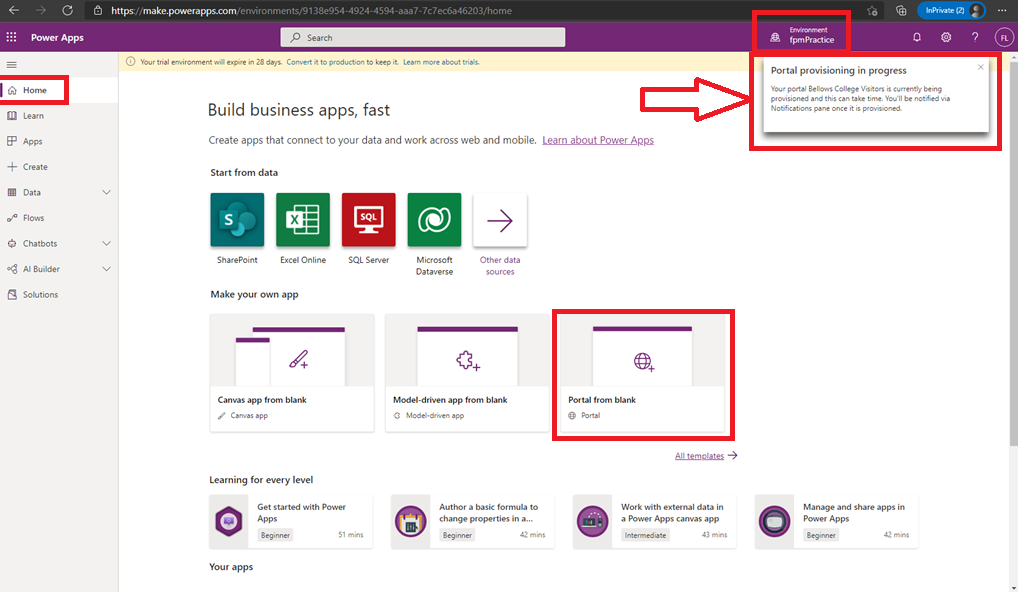 https://make.powerapps.com/environments/9138e954-4924-4594-aaa7-7c7ec6a46203/home
InPrivate (2)
Power Apps
Search
Environment
fpmPractice
?
FL
Your trial environment will expire in 28 days. Convert it to production to keep it. Learn more about trials.
Portal provisioning in progress
Your portal Bellows College Visitors is currently being
provisioned and this can take time. You'll be notified via
Notifications pane once it is provisioned.
Home
Learn
Apps
Create
Data
Flows
Chatbots
AI Builder
Solutions
Build business apps, fast
Create apps that connect to your data and work across web and mobile. Learn about Power Apps
Start from data
S
X
SQL
SharePoint
Excel Online
SQL Server
Microsoft
Dataverse
Other data
sources
Make your own app
Canvas app from blank
Canvas app
Model-driven app from blank
Model-driven app
Portal from blank
Portal
All templates
Learning for every level
Get started with Power
Apps
Beginner
51 mins
Author a basic formula to
change properties in a...
Beginner
42 mins
Work with external data in
a Power Apps canvas app
Intermediate
43 mins
Manage and share apps in
Power Apps
Beginner
42 mins
Your apps